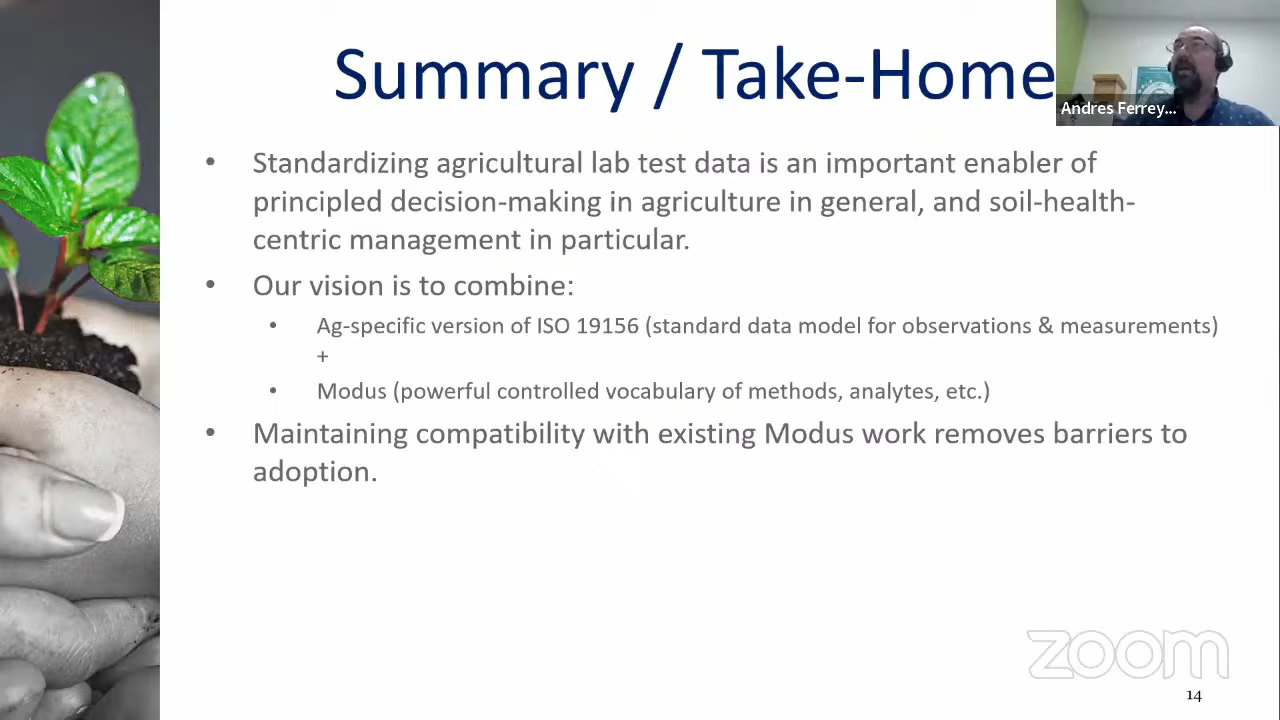 Summary / Take-Home
Andres Ferrey...
• Standardizing agricultural lab test data is an important enabler of
principled decision-making in agriculture in general, and soil-health-
centric management in particular.
• Our vision is to combine:
• Ag-specific version of ISO 19156 (standard data model for observations & measurements)
+
• Modus (powerful controlled vocabulary of methods, analytes, etc.)
• Maintaining compatibility with existing Modus work removes barriers to
adoption.
zoom
14